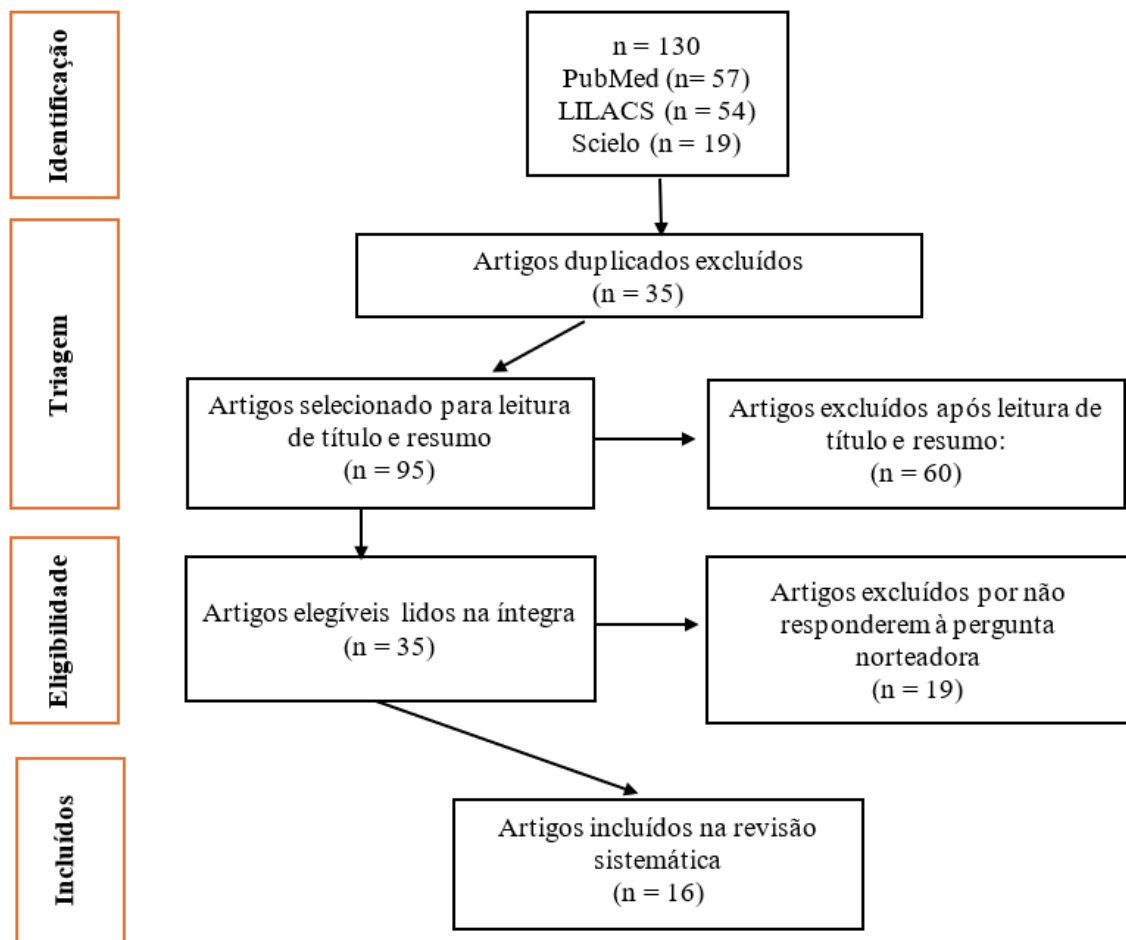 Identificação
n = 130
PubMed (n= 57)
LILACS (n = 54)
Scielo (n = 19)
Triagem
Artigos duplicados excluídos
(n = 35)
Artigos selecionado para leitura
de título e resumo
(n = 95)
Artigos excluídos após leitura de
título e resumo:
(n = 60)
Eligibilidade
Artigos elegíveis lidos na íntegra
(n = 35)
Artigos excluídos por não
responderem à pergunta
norteadora
(n = 19)
Incluídos
Artigos incluídos na revisão
sistemática
(n = 16)